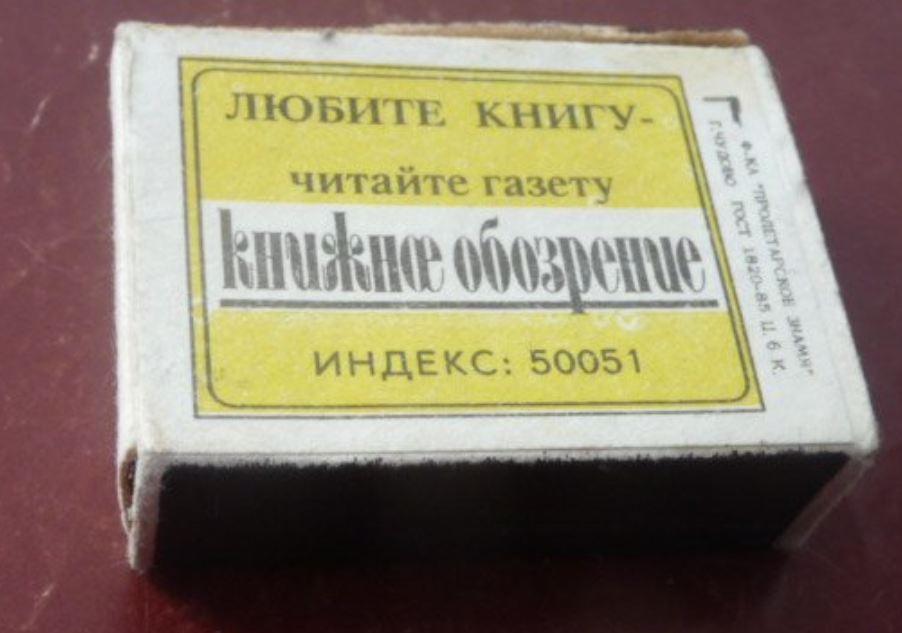 ЛЮБИТЕ КНИГУ-
читайте газету
книжное обозрение
ИНДЕКС: 50051
Ф-КА "ПРОЛЕТАРСКОЕ ЗНАМЯ"
Г.ЧУДОВО ГОСТ 1820-85 Ц. 6 К.